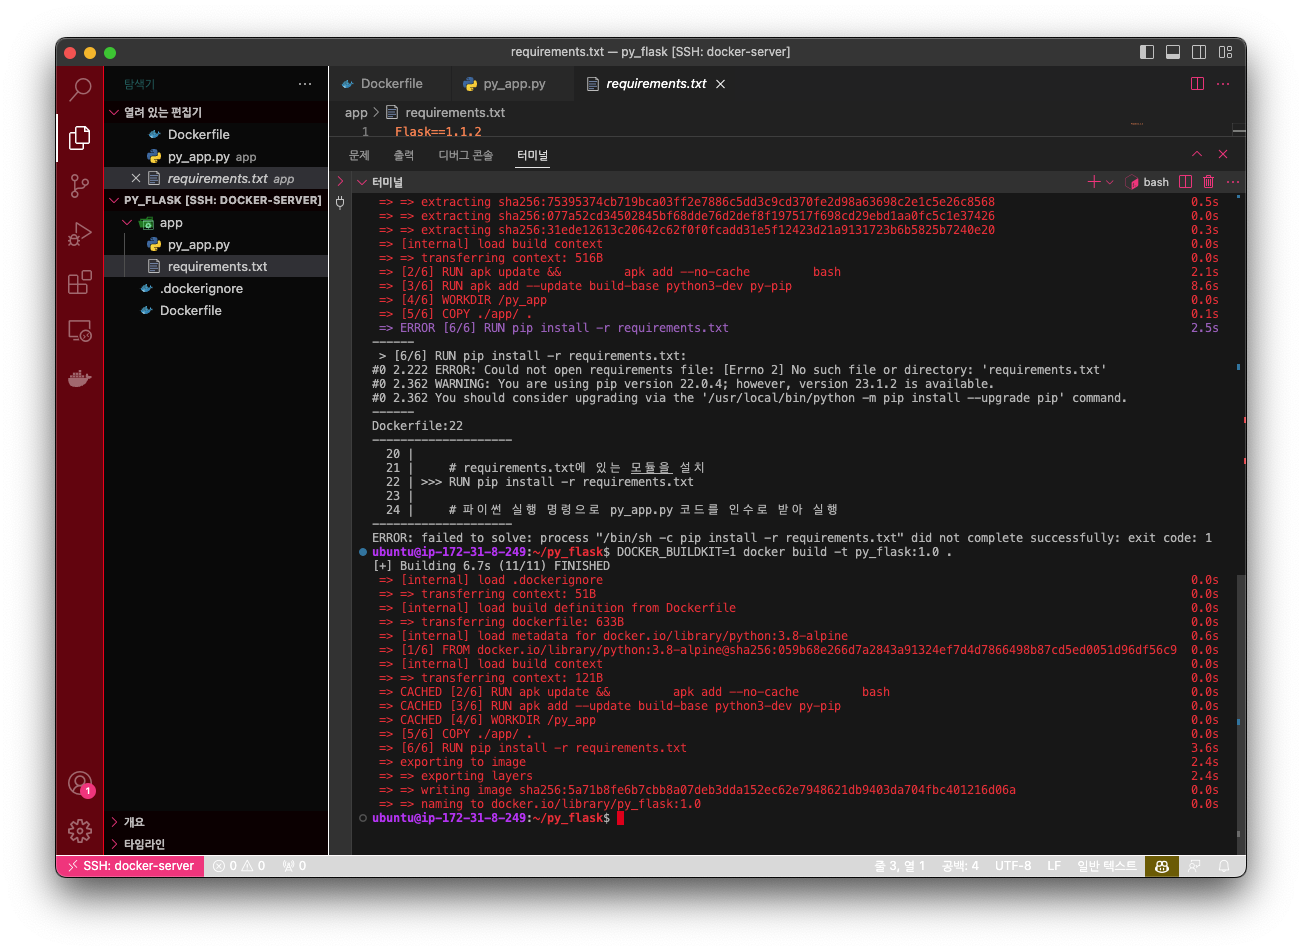 requirements.txt — py_flask [SSH: docker-server]
탐색기
열려 있는 편집기
Dockerfile
py_app.py app
requirements.txt app
PY_FLASK [SSH: DOCKER-SERVER]
app
py_app.py
requirements.txt
.dockerignore
Dockerfile
개요
타임라인
1
Dockerfile
py_app.py
requirements.txt
app > requirements.txt
1 Flask==1.1.2
문제 출력 디버그 콘솔 터미널
터미널
bash
=> => extracting sha256:75395374cb719bca03ff2e7886c5dd3c9cd370fe2d98a63698c2e1c5e26c8568 0.5s
=> => extracting sha256:077a52cd34502845bf68dde76d2def8f197517f698cd29ebd1aa0fc5c1e37426 0.0s
=> => extracting sha256:31ede12613c20642c62f0f0fcadd31e5f12423d21a9131723b6b5825b7240e20 0.3s
=> [internal] load build context 0.0s
=> => transferring context: 516B 0.0s
=> [2/6] RUN apk update && apk add --no-cache bash 2.1s
=> [3/6] RUN apk add --update build-base python3-dev py-pip 8.6s
=> [4/6] WORKDIR /py_app 0.0s
=> [5/6] COPY ./app/ . 0.1s
=> ERROR [6/6] RUN pip install -r requirements.txt 2.5s
------
> [6/6] RUN pip install -r requirements.txt:
#0 2.222 ERROR: Could not open requirements file: [Errno 2] No such file or directory: 'requirements.txt'
#0 2.362 WARNING: You are using pip version 22.0.4; however, version 23.1.2 is available.
#0 2.362 You should consider upgrading via the '/usr/local/bin/python -m pip install --upgrade pip' command.
------
Dockerfile:22
--------------------
20 |
21 | # requirements.txt에 있는 모듈을 설치
22 | >>> RUN pip install -r requirements.txt
23 |
24 | # 파이썬 실행 명령으로 py_app.py 코드를 인수로 받아 실행
--------------------
ERROR: failed to solve: process "/bin/sh -c pip install -r requirements.txt" did not complete successfully: exit code: 1
ubuntu@ip-172-31-8-249:~/py_flask$ DOCKER_BUILDKIT=1 docker build -t py_flask:1.0 .
[+] Building 6.7s (11/11) FINISHED
=> [internal] load .dockerignore 0.0s
=> => transferring context: 51B 0.0s
=> [internal] load build definition from Dockerfile 0.0s
=> => transferring dockerfile: 633B 0.0s
=> [internal] load metadata for docker.io/library/python:3.8-alpine 0.6s
=> [1/6] FROM docker.io/library/python:3.8-alpine@sha256:059b68e266d7a2843a91324ef7d4d7866498b87cd5ed0051d96df56c9 0.0s
=> [internal] load build context 0.0s
=> => transferring context: 121B 0.0s
=> CACHED [2/6] RUN apk update && apk add --no-cache bash 0.0s
=> CACHED [3/6] RUN apk add --update build-base python3-dev py-pip 0.0s
=> CACHED [4/6] WORKDIR /py_app 0.0s
=> [5/6] COPY ./app/ . 0.0s
=> [6/6] RUN pip install -r requirements.txt 3.6s
=> exporting to image 2.4s
=> => exporting layers 2.4s
=> => writing image sha256:5a71b8fe6b7cbb8a07deb3dda152ec62e7948621db9403da704fbc401216d06a 0.0s
=> => naming to docker.io/library/py_flask:1.0 0.0s
ubuntu@ip-172-31-8-249:~/py_flask$
SSH: docker-server 0 0 0 줄 3, 열 1 공백: 4 UTF-8 LF 일반 텍스트